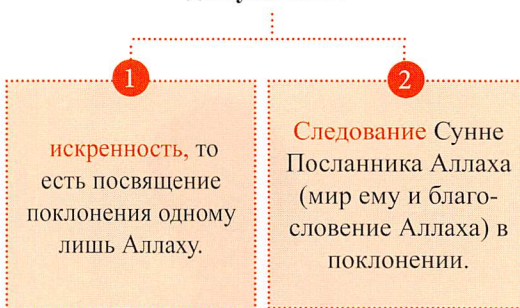 1
искренность, то
есть посвящение
поклонения одному
лишь Аллаху.
2
Следование Сунне
Посланника Аллаха
(мир ему и благо-
словение Аллаха) в
поклонении.